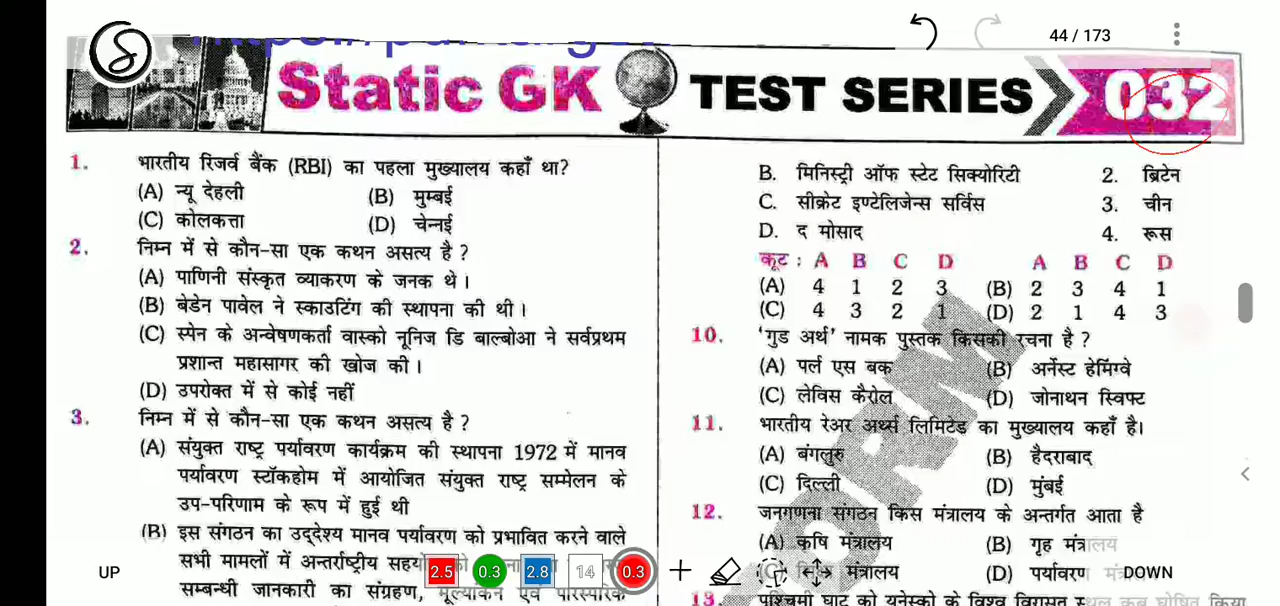 44 / 173
Static GK TEST SERIES 032
1. भारतीय रिजर्व बैंक (RBI) का पहला मुख्यालय कहाँ था?
(A) न्यू देहली (B) मुम्बई
(C) कोलकत्ता (D) चेन्नई
2. निम्न में से कौन-सा एक कथन असत्य है ?
(A) पाणिनी संस्कृत व्याकरण के जनक थे।
(B) बेडेन पावेल ने स्काउटिंग की स्थापना की थी।
(C) स्पेन के अन्वेषणकर्ता वास्को नूनिज डि बाल्बोआ ने सर्वप्रथम
प्रशान्त महासागर की खोज की।
(D) उपरोक्त में से कोई नहीं
3. निम्न में से कौन-सा एक कथन असत्य है ?
(A) संयुक्त राष्ट्र पर्यावरण कार्यक्रम की स्थापना 1972 में मानव
पर्यावरण स्टॉकहोम में आयोजित संयुक्त राष्ट्र सम्मेलन के
उप-परिणाम के रूप में हुई थी
(B) इस संगठन का उद्देश्य मानव पर्यावरण को प्रभावित करने वाले
सभी मामलों में अन्तर्राष्ट्रीय
सम्बन्धी जानकारी का संग्रहण, मूल्यांकन एवं पारस्परिक
B. मिनिस्ट्री ऑफ स्टेट सिक्योरिटी 2. ब्रिटेन
C. सीक्रेट इण्टेलिजेन्स सर्विस 3. चीन
D. द मोसाद 4. रूस
कूट : A B C D A B C D
(A) 4 1 2 3 (B) 2 3 4 1
(C) 4 3 2 1 (D) 2 1 4 3
10. 'गुड अर्थ' नामक पुस्तक किसकी रचना है ?
(A) पर्ल एस बक (B) अर्नेस्ट हेमिंग्वे
(C) लेविस कैरोल (D) जोनाथन स्विफ्ट
11. भारतीय रेअर अर्थ्स लिमिटेड का मुख्यालय कहाँ है।
(A) बंगलुरु (B) हैदराबाद
(C) दिल्ली (D) मुंबई
12. जनगणना संगठन किस मंत्रालय के अन्तर्गत आता है
(A) कृषि मंत्रालय (B) गृह मंत्रालय
मंत्रालय (D) पर्यावरण
13. पश्चिमी घाट को यूनेस्को के विश्व विरासत स्थल कब घोषित किया
UP 2.5 0.3 2.8 14 0.3 DOWN